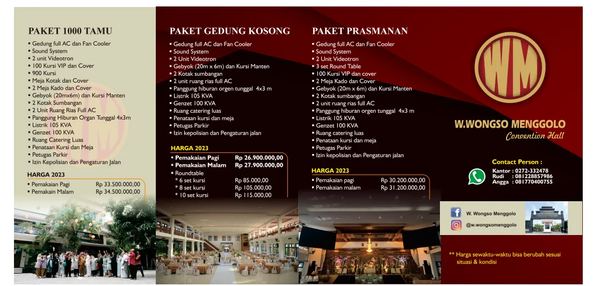 PAKET 1000 TAMU
• Gedung full AC dan Fan Cooler
• Sound System
• 2 unit Videotron
• 100 Kursi VIP dan Cover
• 900 Kursi
• Meja Kotak dan Cover
• 2 Meja Kado dan Cover
• Gebyok (20mx6m) dan Kursi Manten
• 2 Kotak Sumbangan
• 2 Unit Ruang Rias Full AC
• Panggung Hiburan Organ Tunggal 4x3m
• Listrik 105 KVA
• Genzet 100 KVA
• Ruang Catering Luas
• Penataan Kursi dan Meja
• Petugas Parkir
• Izin Kepolisian dan Pengaturan Jalan
HARGA 2023
• Pemakaian Pagi Rp 33.500.000,00
• Pemakain Malam Rp 34.500.000,00
PAKET GEDUNG KOSONG
• Gedung full AC dan Fan Cooler
• Sound System
• 2 Unit Videotron
• Gebyok (20m x 6m) dan Kursi Manten
• 2 Kotak sumbangan
• 2 unit ruang rias full AC
• Panggung hiburan orgen tunggal 4x3 m
• Listrik 105 KVA
• Genzet 100 KVA
• Ruang catering luas
• Penataan kursi dan meja
• Petugas Parkir
• Izin kepolisian dan Pengaturan jalan
HARGA 2023
• Pemakaian Pagi Rp 26.900.000,00
• Pemakaian Malam Rp 27.900.000,00
• Roundtable
* 6 set kursi Rp 85.000,00
* 8 set kursi Rp 105.000,00
* 10 set kursi Rp 115.000,00
PAKET PRASMANAN
• Gedung full AC dan Fan Cooler
• Sound System
• 2 Unit Videotron
• 3 set Round Table
• 100 Kursi VIP dan cover
• 2 Meja Kado dan Cover
• Gebyok (20m x 6m) dan Kursi Manten
• 2 Kotak sumbangan
• 2 unit ruang rias full AC
• Panggung hiburan orgen tunggal 4x3 m
• Listrik 105 KVA
• Genzet 100 KVA
• Ruang catering luas
• Penataan kursi dan meja
• Petugas Parkir
• Izin kepolisian dan Pengaturan jalan
HARGA 2023
• Pemakaian Pagi Rp 30.200.000,00
• Pemakaian malam Rp 31.200.000,00
WM
W.WONGSO MENGGOLO
Convention Hall
Contact Person :
Kantor : 0272-332478
Rudi : 081228857986
Angga : 081770400755
W. Wongso Menggolo
@w.wongsomenggolo
** Harga sewaktu-waktu bisa berubah sesuai
situasi & kondisi